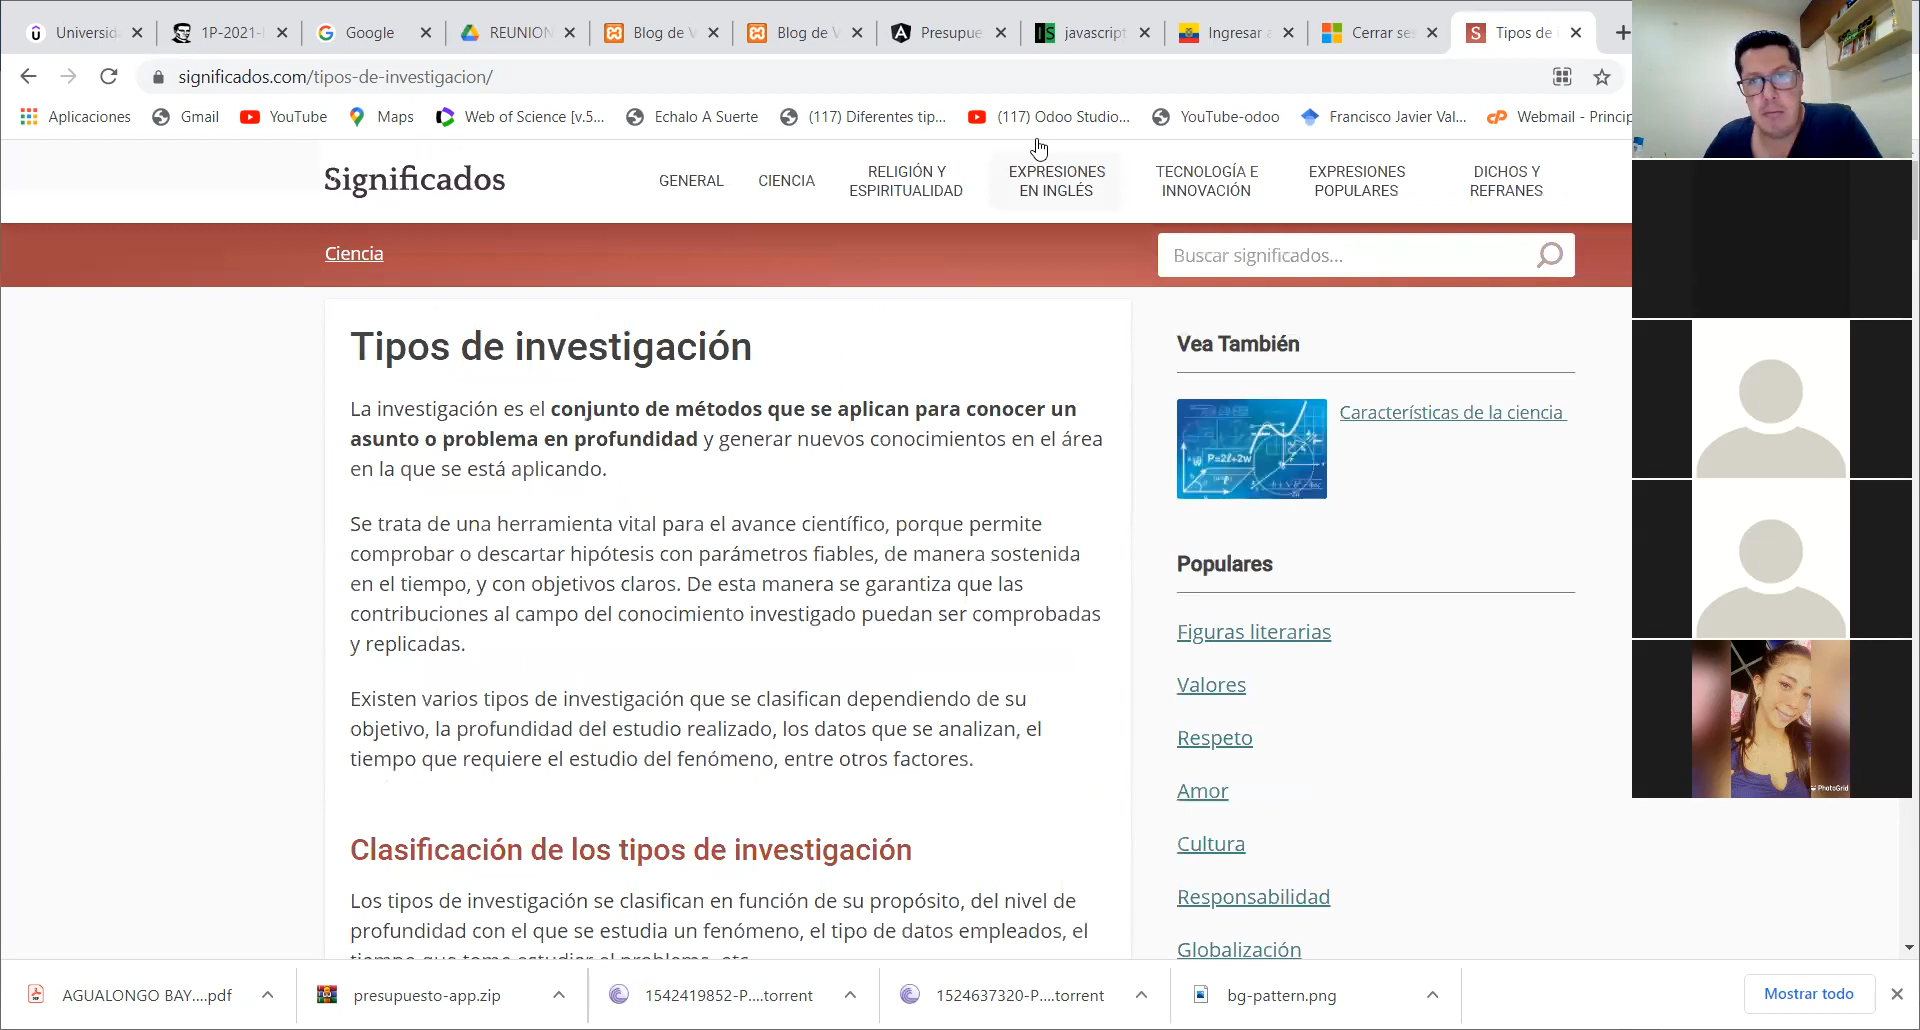 Universid
1P-2021-
Google
REUNION
Blog de V
Blog de V
Presupue
javascript
Ingresar a
Cerrar ses
Tipos de i
significados.com/tipos-de-investigacion/
Aplicaciones
Gmail
YouTube
Maps
Web of Science [v.5...
Echalo A Suerte
(117) Diferentes tip...
(117) Odoo Studio...
YouTube-odoo
Francisco Javier Val...
Webmail - Princip
Significados
GENERAL
CIENCIA
RELIGIÓN Y
ESPIRITUALIDAD
EXPRESIONES
EN INGLÉS
TECNOLOGÍA E
INNOVACIÓN
EXPRESIONES
POPULARES
DICHOS Y
REFRANES
Ciencia
Buscar significados...
Tipos de investigación
La investigación es el conjunto de métodos que se aplican para conocer un
asunto o problema en profundidad y generar nuevos conocimientos en el área
en la que se está aplicando.
Se trata de una herramienta vital para el avance científico, porque permite
comprobar o descartar hipótesis con parámetros fiables, de manera sostenida
en el tiempo, y con objetivos claros. De esta manera se garantiza que las
contribuciones al campo del conocimiento investigado puedan ser comprobadas
y replicadas.
Existen varios tipos de investigación que se clasifican dependiendo de su
objetivo, la profundidad del estudio realizado, los datos que se analizan, el
tiempo que requiere el estudio del fenómeno, entre otros factores.
Clasificación de los tipos de investigación
Los tipos de investigación se clasifican en función de su propósito, del nivel de
profundidad con el que se estudia un fenómeno, el tipo de datos empleados, el
tiempo que tome estudiar el problema, etc.
Vea También
P=2ℓ+2w
Características de la ciencia
Populares
Figuras literarias
Valores
Respeto
Amor
Cultura
Responsabilidad
Globalización
PhotoGrid
AGUALONGO BAY....pdf
presupuesto-app.zip
1542419852-P....torrent
1524637320-P....torrent
bg-pattern.png
Mostrar todo